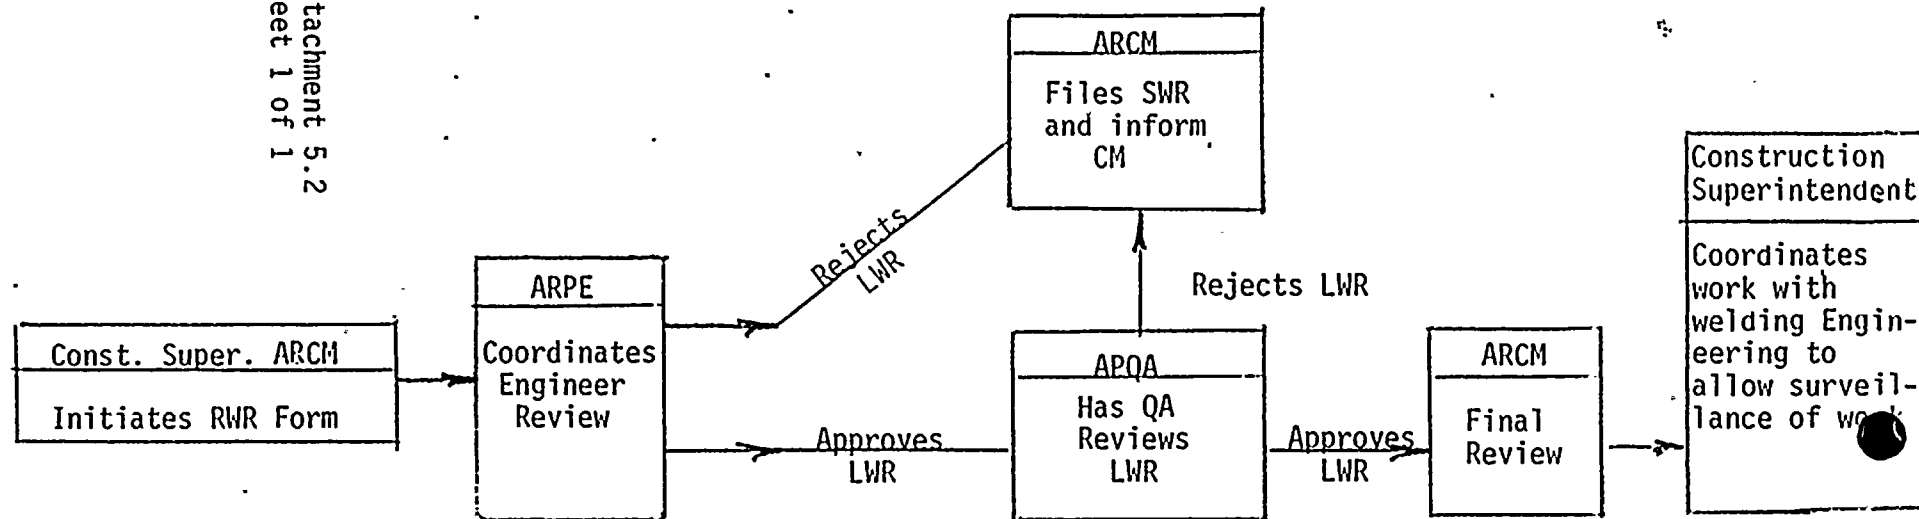 tachment 5.2
eet 1 of 1
Const. Super. ARCM
Initiates RWR Form
ARPE
Coordinates
Engineer
Review
Rejects
LWR
Approves
LWR
ARCM
Files SWR
and inform
CM
Rejects LWR
APQA
Has QA
Reviews
LWR
Approves
LWR
ARCM
Final
Review
Construction
Superintendent
Coordinates
work with
welding Engin-
eering to
allow surveil-
lance of